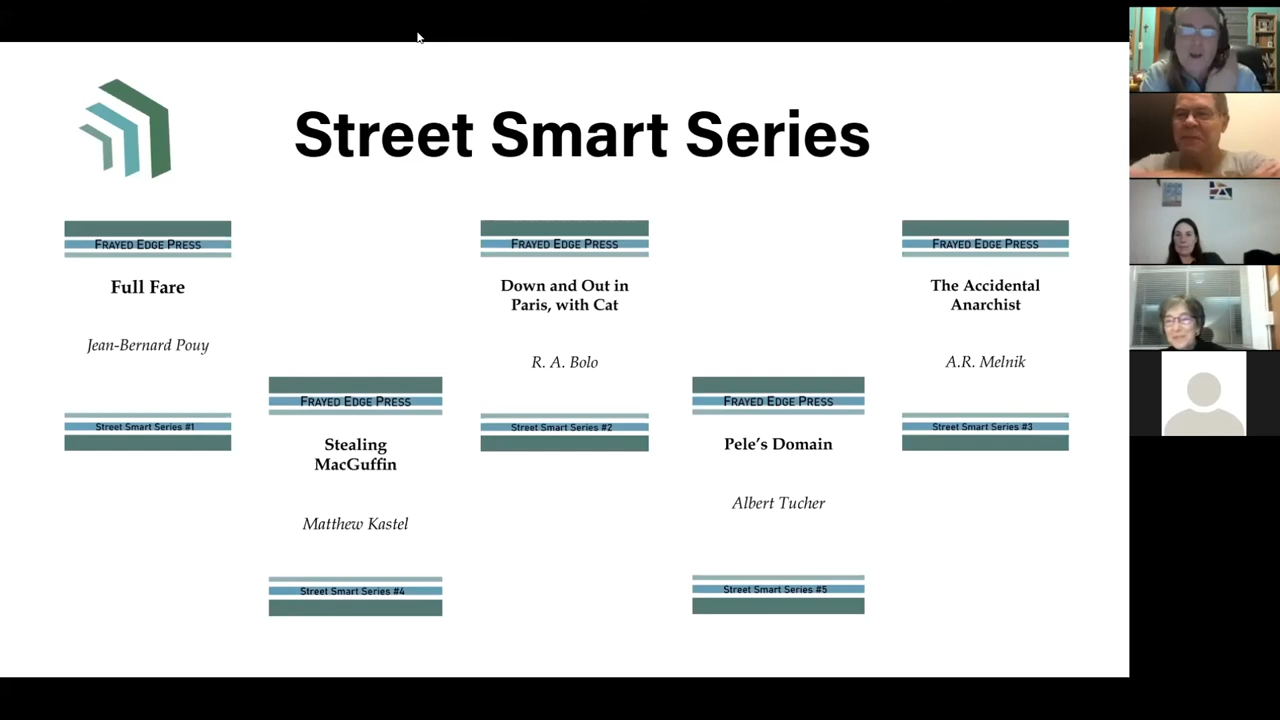 Street Smart Series
FRAYED EDGE PRESS
Full Fare
Jean-Bernard Pouy
Street Smart Series #1
FRAYED EDGE PRESS
Stealing
MacGuffin
Matthew Kastel
Street Smart Series #4
FRAYED EDGE PRESS
Down and Out in
Paris, with Cat
R. A. Bolo
Street Smart Series #2
FRAYED EDGE PRESS
Pele’s Domain
Albert Tucher
Street Smart Series #5
FRAYED EDGE PRESS
The Accidental
Anarchist
A.R. Melnik
Street Smart Series #3